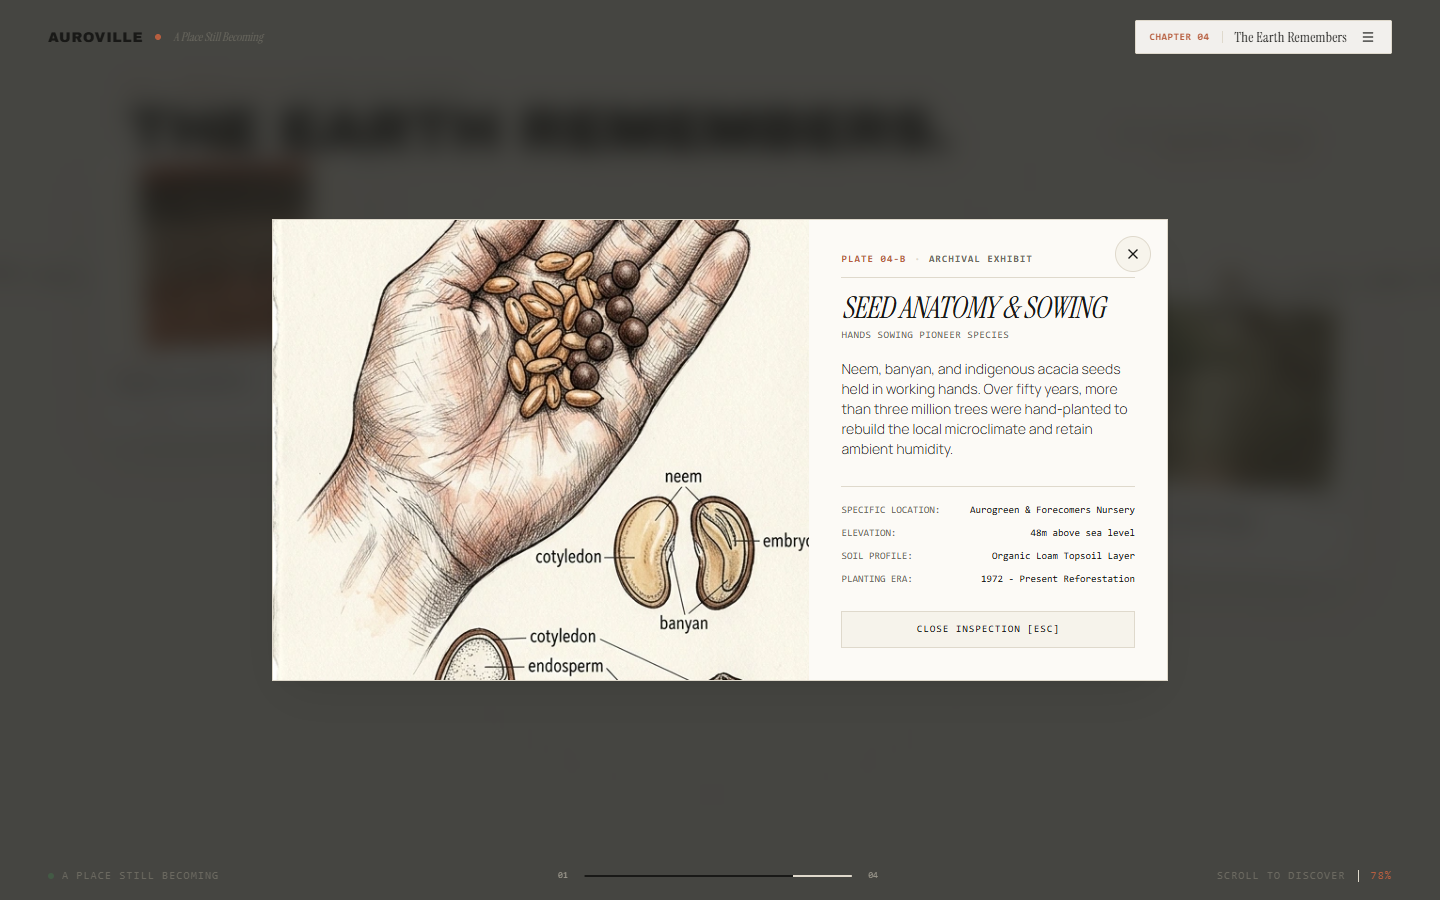 AUROVILLE
A Place Still Becoming
CHAPTER 04
The Earth Remembers
THE EARTH REMEMBERS.
PLATE 04-B · ARCHIVAL EXHIBIT
SEED ANATOMY & SOWING
HANDS SOWING PIONEER SPECIES
Neem, banyan, and indigenous acacia seeds
held in working hands. Over fifty years, more
than three million trees were hand-planted to
rebuild the local microclimate and retain
ambient humidity.
SPECIFIC LOCATION: Aurogreen & Forecomers Nursery
ELEVATION: 48m above sea level
SOIL PROFILE: Organic Loam Topsoil Layer
PLANTING ERA: 1972 - Present Reforestation
CLOSE INSPECTION [ESC]
neem
cotyledon
embryo
banyan
cotyledon
endosperm
A PLACE STILL BECOMING
01
04
SCROLL TO DISCOVER
78%